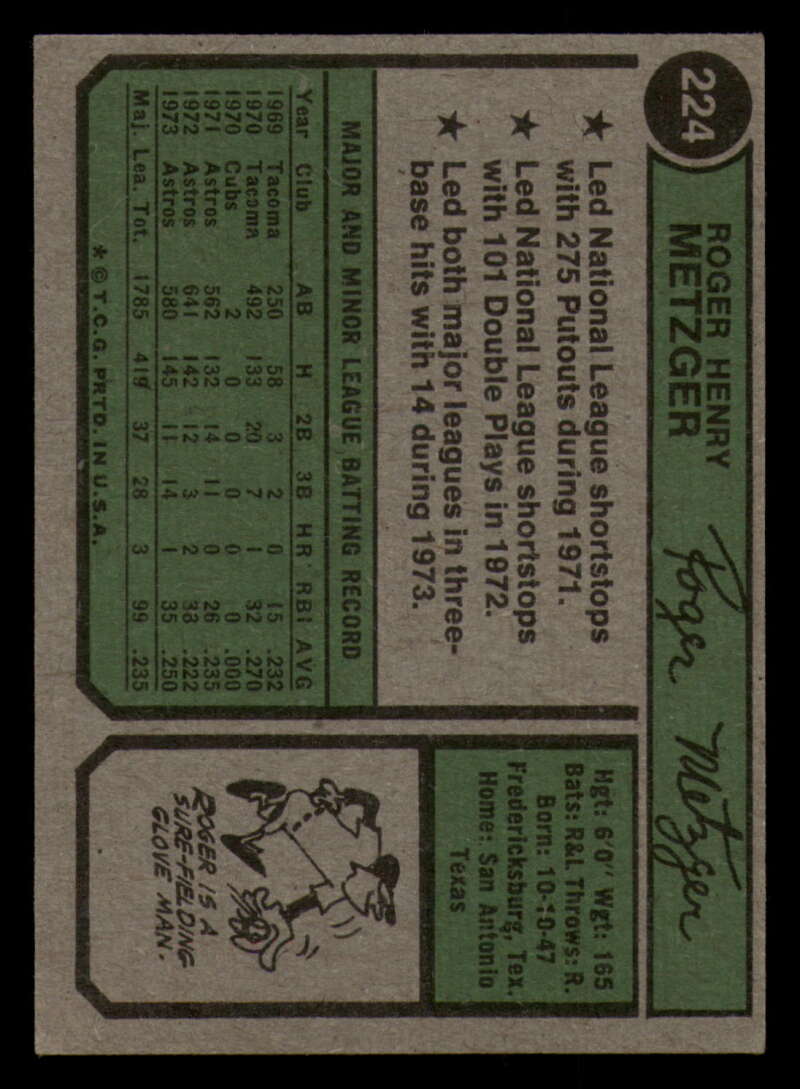 224
ROGER HENRY
METZGER
Roger Metzger
★ Led National League shortstops
with 275 Putouts during 1971.
★ Led National League shortstops
with 101 Double Plays in 1972.
★ Led both major leagues in three-
base hits with 14 during 1973.
MAJOR AND MINOR LEAGUE BATTING RECORD
Year Club AB H 2B 3B HR RBI AVG
1969 Tacoma 250 58 3 2 0 15 .232
1970 Tacoma 492 133 20 7 1 32 .270
1970 Cubs 2 0 0 0 0 0 .000
1971 Astros 562 132 14 11 0 26 .235
1972 Astros 641 142 12 3 2 38 .222
1973 Astros 580 145 11 14 1 35 .250
Maj. Lea. Tot. 1785 419 37 28 3 99 .235
* © T.C.G. PRTD. IN U.S.A.
Hgt: 6'0" Wgt: 165
Bats: R&L Throws: R.
Born: 10-10-47
Fredericksburg, Tex.
Home: San Antonio
Texas
ROGER IS A
SURE-FIELDING
GLOVE MAN.